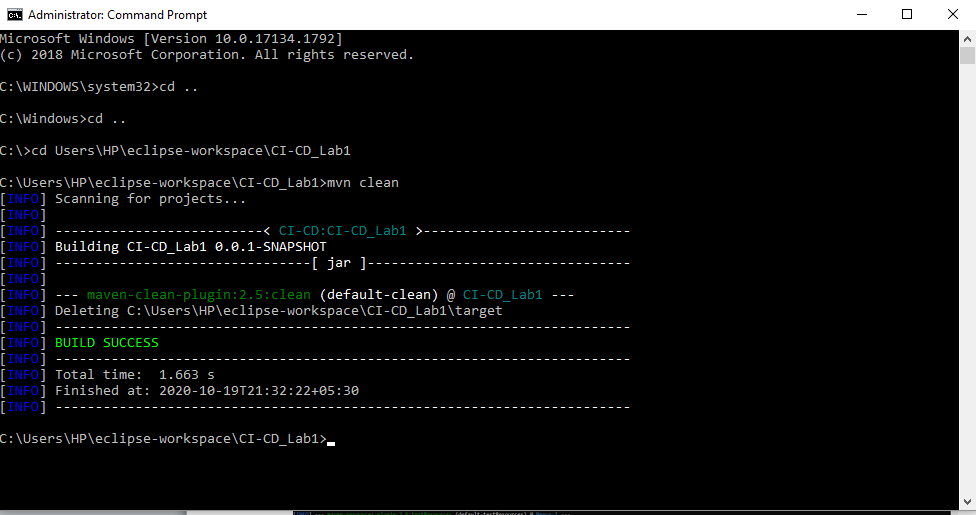 Administrator: Command Prompt
Microsoft Windows [Version 10.0.17134.1792]
(c) 2018 Microsoft Corporation. All rights reserved.
C:\WINDOWS\system32>cd ..
C:\Windows>cd ..
C:\>cd Users\HP\eclipse-workspace\CI-CD_Lab1
C:\Users\HP\eclipse-workspace\CI-CD_Lab1>mvn clean
[INFO] Scanning for projects...
[INFO]
[INFO] --------------------------< CI-CD:CI-CD_Lab1 >--------------------------
[INFO] Building CI-CD_Lab1 0.0.1-SNAPSHOT
[INFO] --------------------------------[ jar ]---------------------------------
[INFO]
[INFO] --- maven-clean-plugin:2.5:clean (default-clean) @ CI-CD_Lab1 ---
[INFO] Deleting C:\Users\HP\eclipse-workspace\CI-CD_Lab1\target
[INFO] ------------------------------------------------------------------------
[INFO] BUILD SUCCESS
[INFO] ------------------------------------------------------------------------
[INFO] Total time:  1.663 s
[INFO] Finished at: 2020-10-19T21:32:22+05:30
[INFO] ------------------------------------------------------------------------
C:\Users\HP\eclipse-workspace\CI-CD_Lab1>